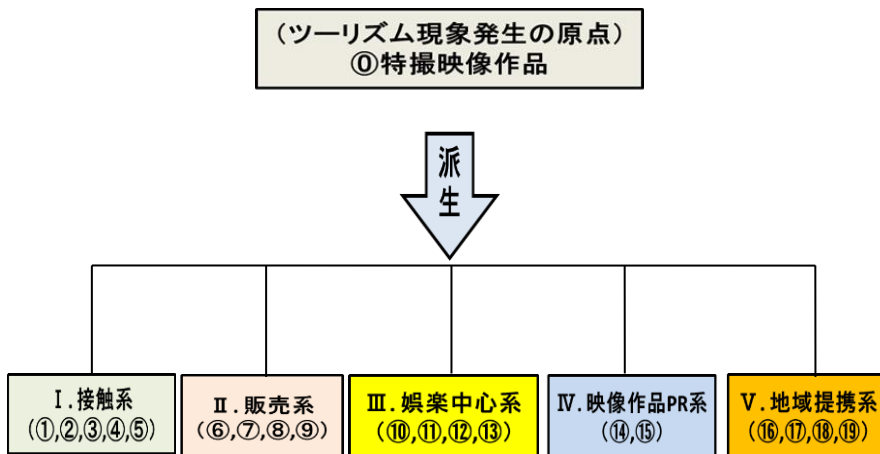 (ツーリズム現象発生の原点)
⓪特撮映像作品
派
生
Ⅰ.接触系
(①,②,③,④,⑤)
Ⅱ.販売系
(⑥,⑦,⑧,⑨)
Ⅲ.娯楽中心系
(⑩,⑪,⑫,⑬)
Ⅳ.映像作品PR系
(⑭,⑮)
Ⅴ.地域提携系
(⑯,⑰,⑱,⑲)